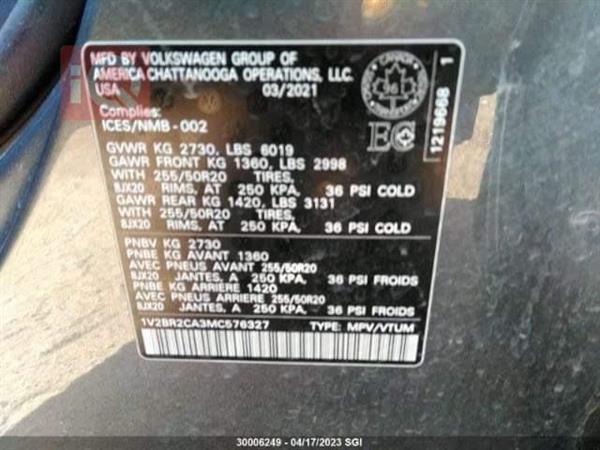 MFD BY VOLKSWAGEN GROUP OF
AMERICA CHATTANOOGA OPERATIONS, LLC.
USA 03/2021
Complies:
ICES/NMB-002
GVWR KG 2730, LBS 6019
GAWR FRONT KG 1360, LBS 2998
WITH 255/50R20 TIRES,
8JX20 RIMS, AT 250 KPA, 36 PSI COLD
GAWR REAR KG 1420, LBS 3131
WITH 255/50R20 TIRES,
8JX20 RIMS, AT 250 KPA, 36 PSI COLD
PNBV KG 2730
PNBE KG AVANT 1360
AVEC PNEUS AVANT 255/50R20
8JX20 JANTES, A 250 KPA, 36 PSI FROIDS
PNBE KG ARRIERE 1420
AVEC PNEUS ARRIERE 255/50R20
8JX20 JANTES, A 250 KPA, 36 PSI FROIDS
1V2BR2CA3MC576327 TYPE: MPV/VTUM
CANADA
96
1219668 1
30006249 - 04/17/2023 SGI